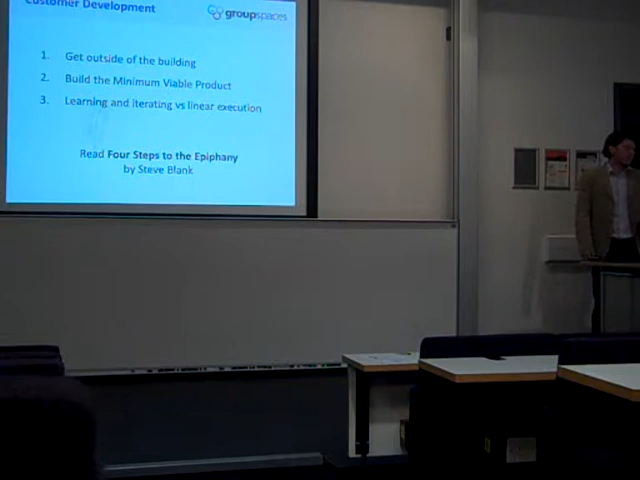 Customer Development
groupspaces
1. Get outside of the building
2. Build the Minimum Viable Product
3. Learning and iterating vs linear execution
Read Four Steps to the Epiphany
by Steve Blank